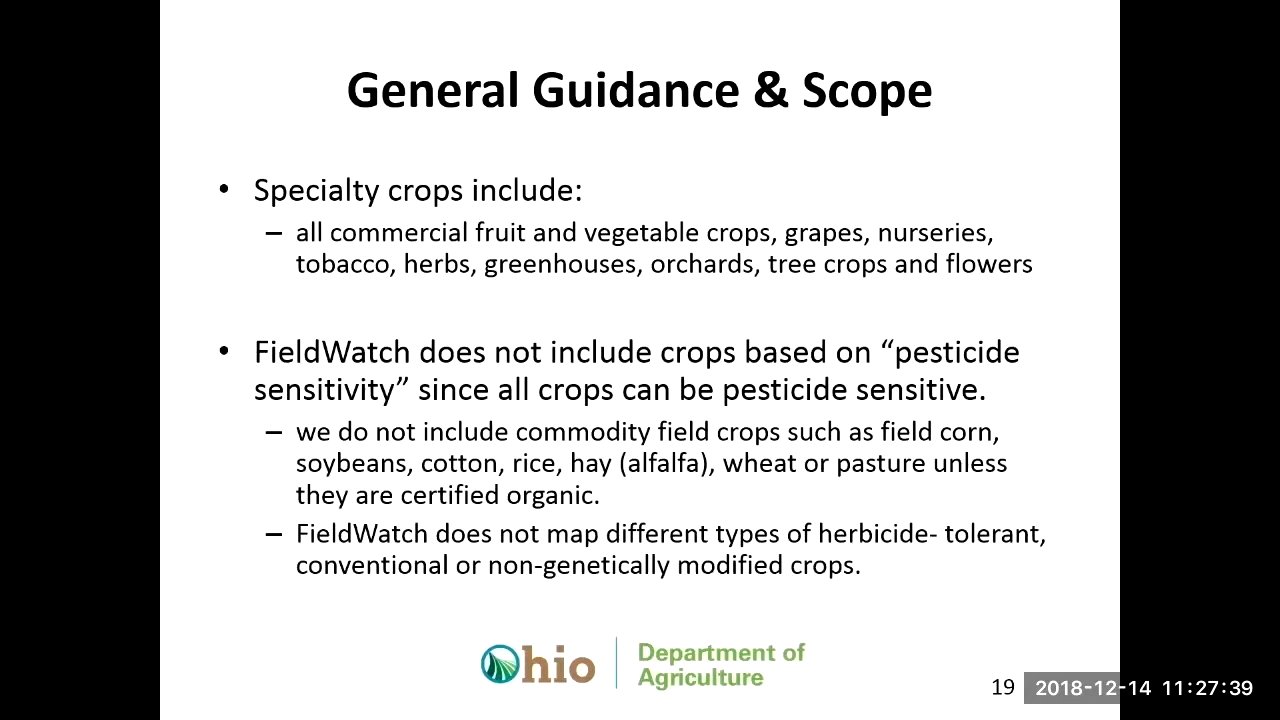 General Guidance & Scope
• Specialty crops include:
– all commercial fruit and vegetable crops, grapes, nurseries,
tobacco, herbs, greenhouses, orchards, tree crops and flowers
• FieldWatch does not include crops based on “pesticide
sensitivity” since all crops can be pesticide sensitive.
– we do not include commodity field crops such as field corn,
soybeans, cotton, rice, hay (alfalfa), wheat or pasture unless
they are certified organic.
– FieldWatch does not map different types of herbicide- tolerant,
conventional or non-genetically modified crops.
Ohio
Department of
Agriculture
19
2018-12-14 11:27:39